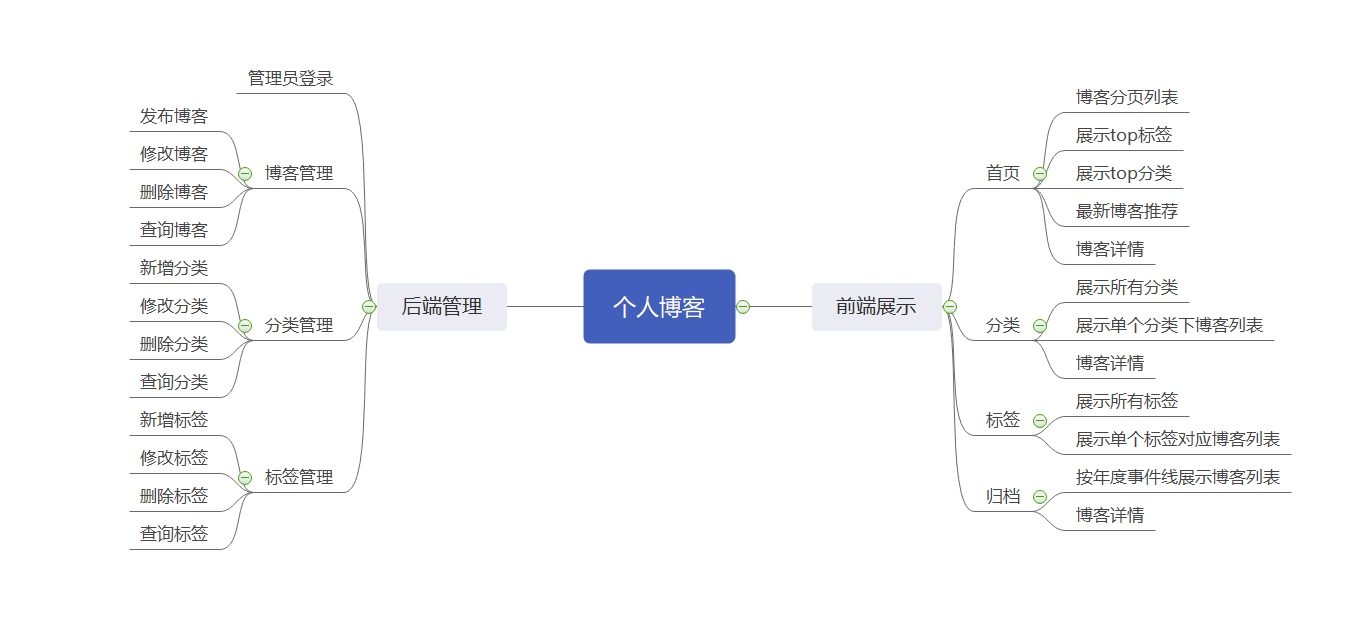 个人博客
后端管理
管理员登录
博客管理
发布博客
修改博客
删除博客
查询博客
分类管理
新增分类
修改分类
删除分类
查询分类
标签管理
新增标签
修改标签
删除标签
查询标签
前端展示
首页
博客分页列表
展示top标签
展示top分类
最新博客推荐
博客详情
分类
展示所有分类
展示单个分类下博客列表
博客详情
标签
展示所有标签
展示单个标签对应博客列表
归档
按年度事件线展示博客列表
博客详情